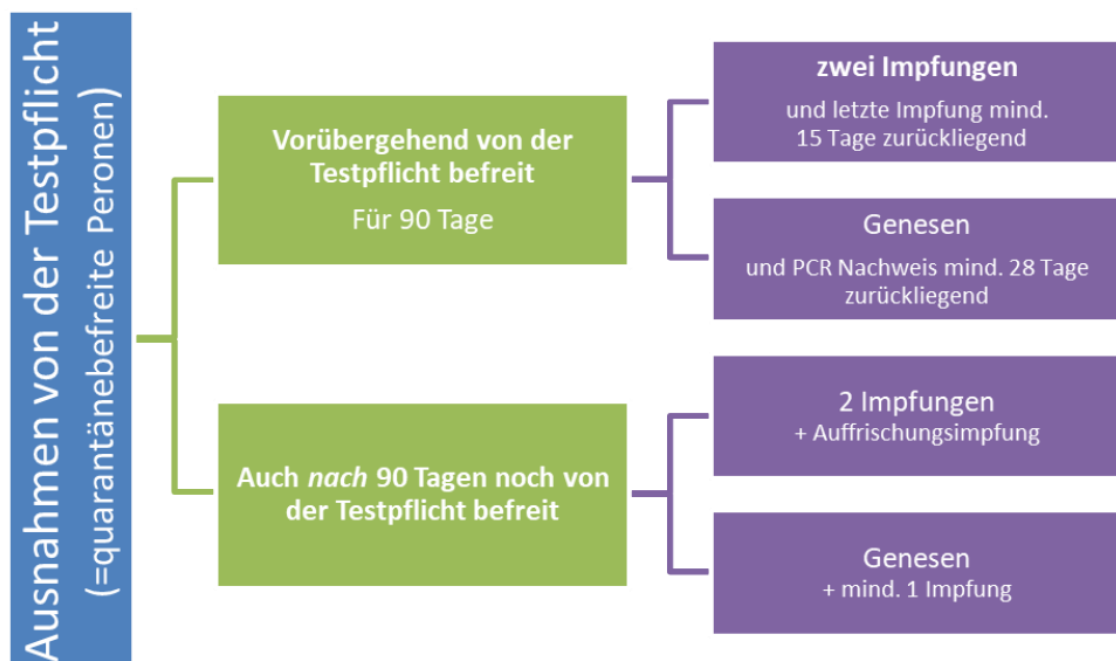 Ausnahmen von der Testpflicht
(=quarantänebefreite Peronen)
Vorübergehend von der
Testpflicht befreit
Für 90 Tage
zwei Impfungen
und letzte Impfung mind.
15 Tage zurückliegend
Genesen
und PCR Nachweis mind. 28 Tage
zurückliegend
Auch nach 90 Tagen noch von
der Testpflicht befreit
2 Impfungen
+ Auffrischungsimpfung
Genesen
+ mind. 1 Impfung